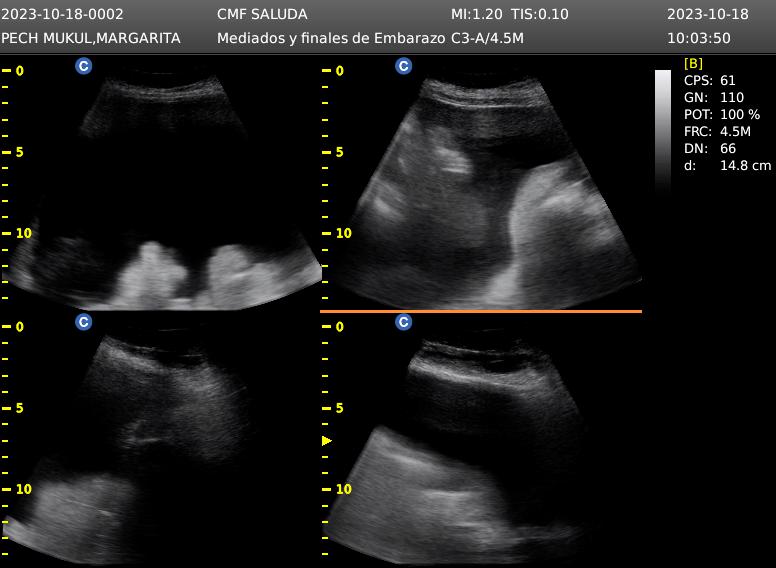 2023-10-18-0002 CMF SALUDA MI:1.20 TIS:0.10 2023-10-18
PECH MUKUL,MARGARITA Mediados y finales de Embarazo C3-A/4.5M 10:03:50
[B]
CPS: 61
GN: 110
POT: 100 %
FRC: 4.5M
DN: 66
d: 14.8 cm
C C
0 0
5 5
10 10
C C
0 0
5 5
10 10